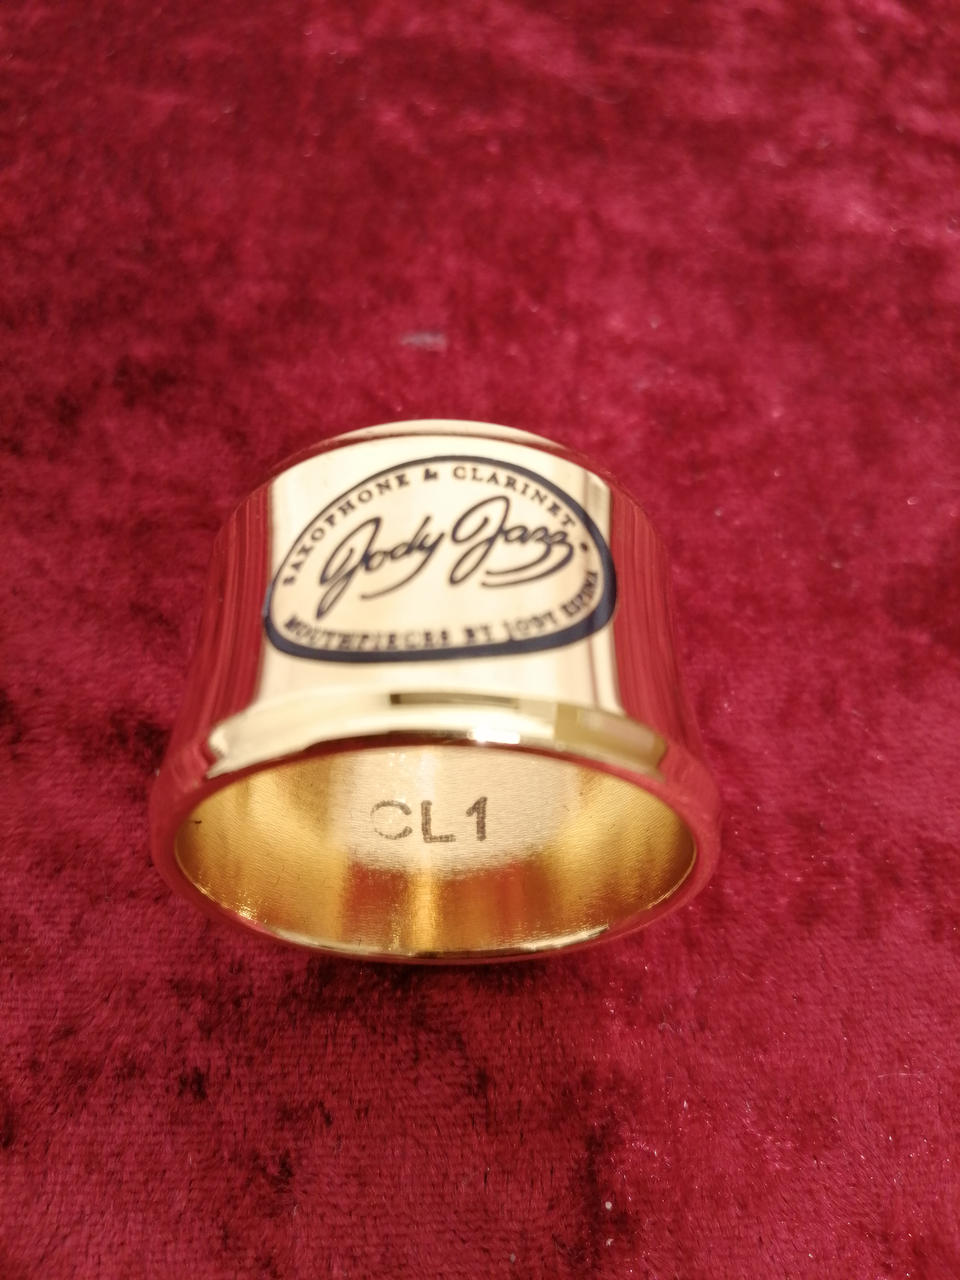 SAXOPHONE & CLARINET
Jody Jazz
MOUTHPIECES BY JODY ESPINA
CL1